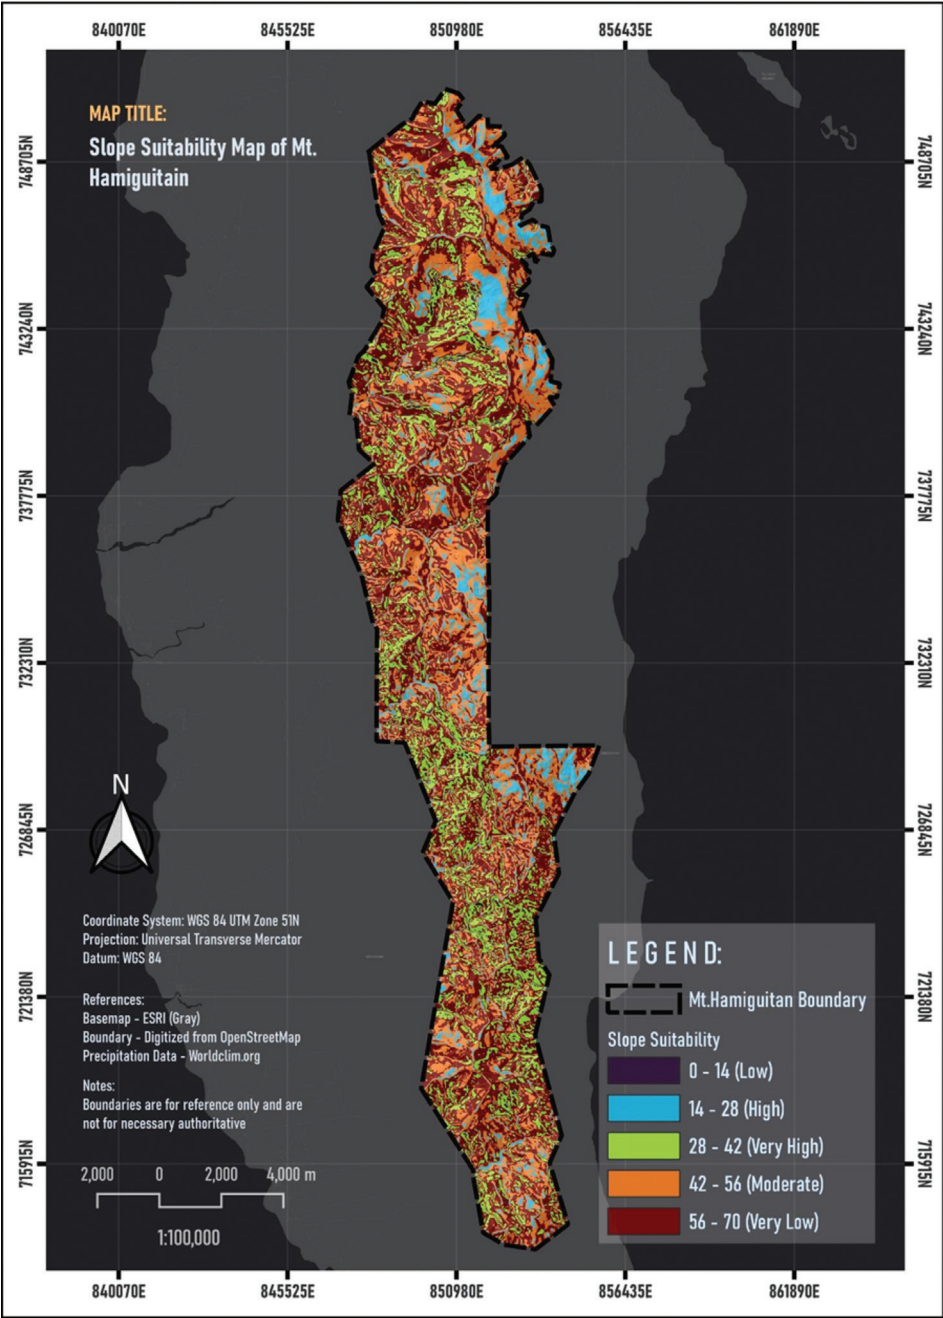 840070E 845525E 850980E 856435E 861890E
MAP TITLE:
Slope Suitability Map of Mt.
Hamiguitain
748705N 748705N
743240N 743240N
737775N 737775N
732310N 732310N
N
726845N 726845N
Coordinate System: WGS 84 UTM Zone 51N
Projection: Universal Transverse Mercator
Datum: WGS 84
References:
Basemap - ESRI (Gray)
Boundary - Digitized from OpenStreetMap
Precipitation Data - Worldclim.org
Notes:
Boundaries are for reference only and are
not for necessary authoritative
721380N 721380N
715915N 715915N
2,000 0 2,000 4,000 m
1:100,000
LEGEND:
Mt.Hamiguitan Boundary
Slope Suitability
0 - 14 (Low)
14 - 28 (High)
28 - 42 (Very High)
42 - 56 (Moderate)
56 - 70 (Very Low)
840070E 845525E 850980E 856435E 861890E